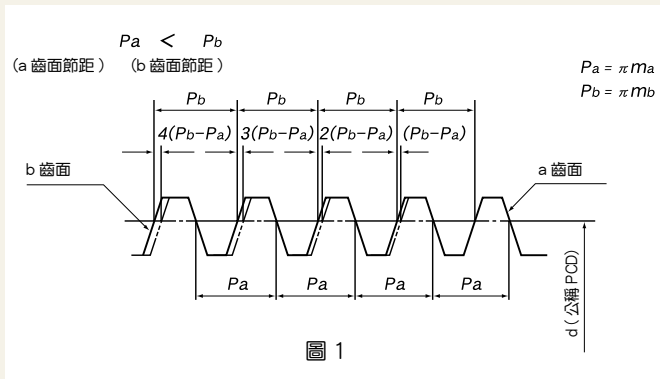 Pa < Pb
(a 齒面節距) (b 齒面節距)
Pa = πma
Pb = πmb
Pb Pb Pb Pb
4(Pb−Pa) 3(Pb−Pa) 2(Pb−Pa) (Pb−Pa)
b 齒面
a 齒面
Pa Pa Pa Pa
d(公稱 PCD)
圖 1